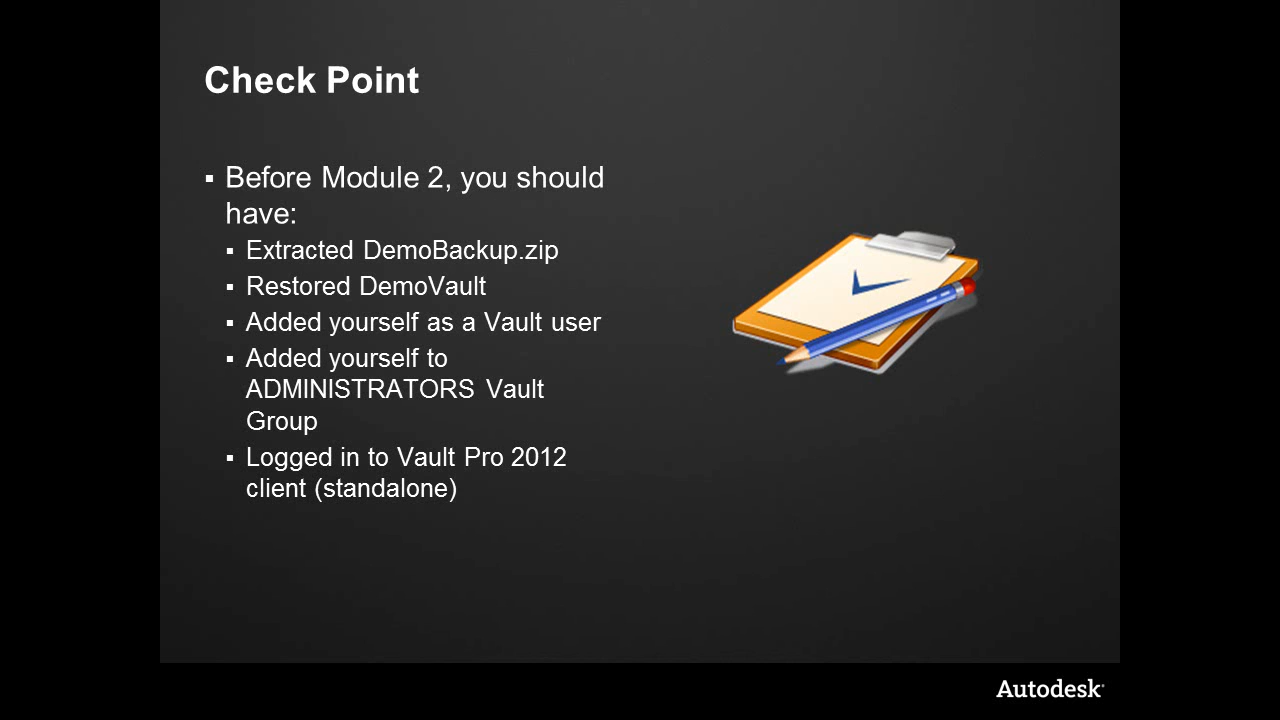 Check Point
▪ Before Module 2, you should
have:
▪ Extracted DemoBackup.zip
▪ Restored DemoVault
▪ Added yourself as a Vault user
▪ Added yourself to
ADMINISTRATORS Vault
Group
▪ Logged in to Vault Pro 2012
client (standalone)
Autodesk